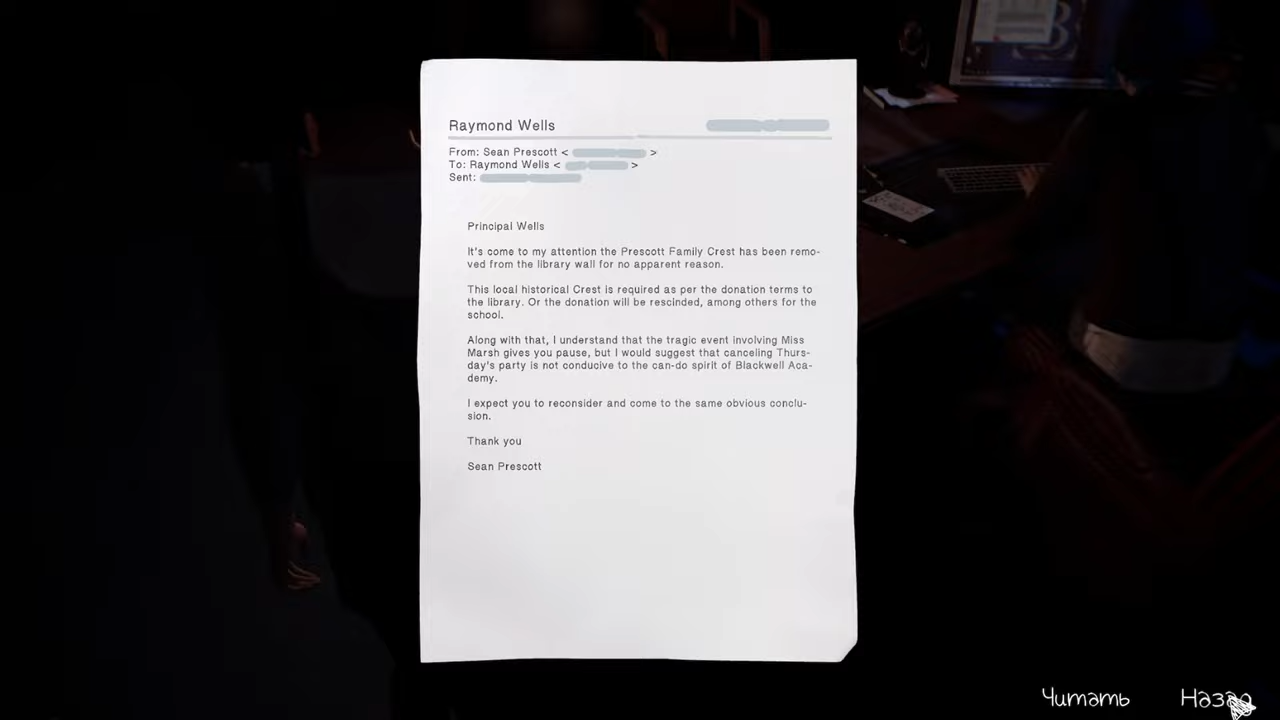 Raymond Wells
From: Sean Prescott < >
To: Raymond Wells < >
Sent:
Principal Wells
It's come to my attention the Prescott Family Crest has been remo-
ved from the library wall for no apparent reason.
This local historical Crest is required as per the donation terms to
the library. Or the donation will be rescinded, among others for the
school.
Along with that, I understand that the tragic event involving Miss
Marsh gives you pause, but I would suggest that canceling Thurs-
day's party is not conducive to the can-do spirit of Blackwell Aca-
demy.
I expect you to reconsider and come to the same obvious conclu-
sion.
Thank you
Sean Prescott
Читать Назад